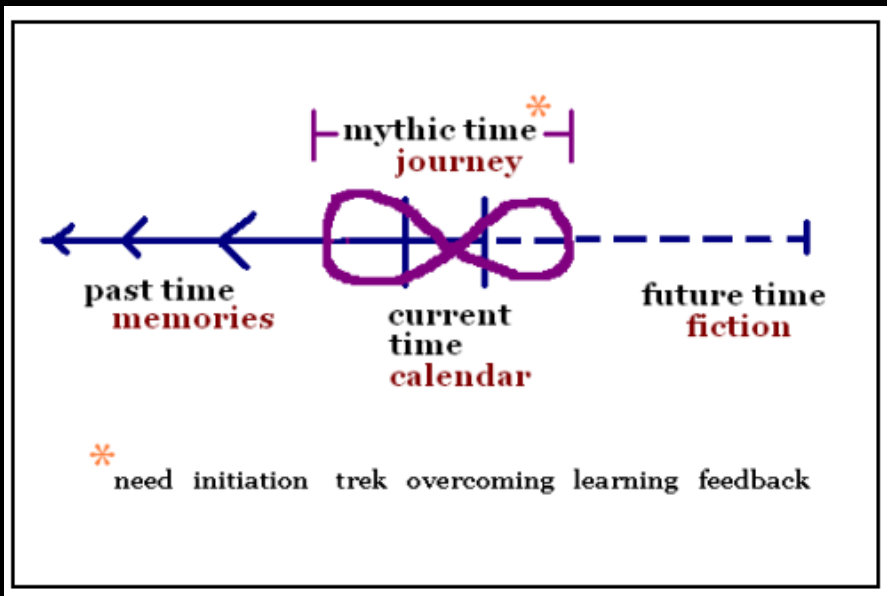 mythic time*
journey
past time
memories
current
time
calendar
future time
fiction
*need initiation trek overcoming learning feedback